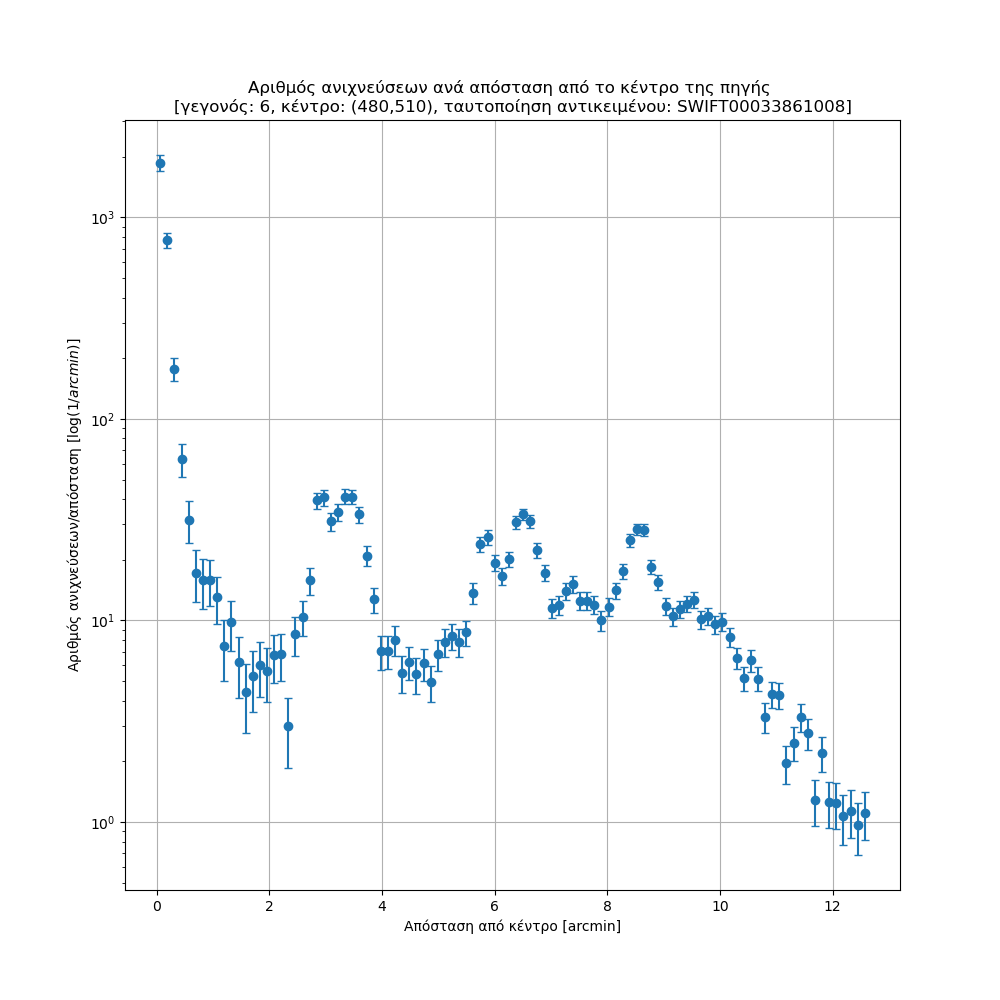 Αριθμός ανιχνεύσεων ανά απόσταση από το κέντρο της πηγής
[γεγονός: 6, κέντρο: (480,510), ταυτοποίηση αντικειμένου: SWIFT00033861008]
Αριθμός ανιχνεύσεων/απόσταση [log(1/arcmin)]
10³
10²
10¹
10⁰
0 2 4 6 8 10 12
Απόσταση από κέντρο [arcmin]